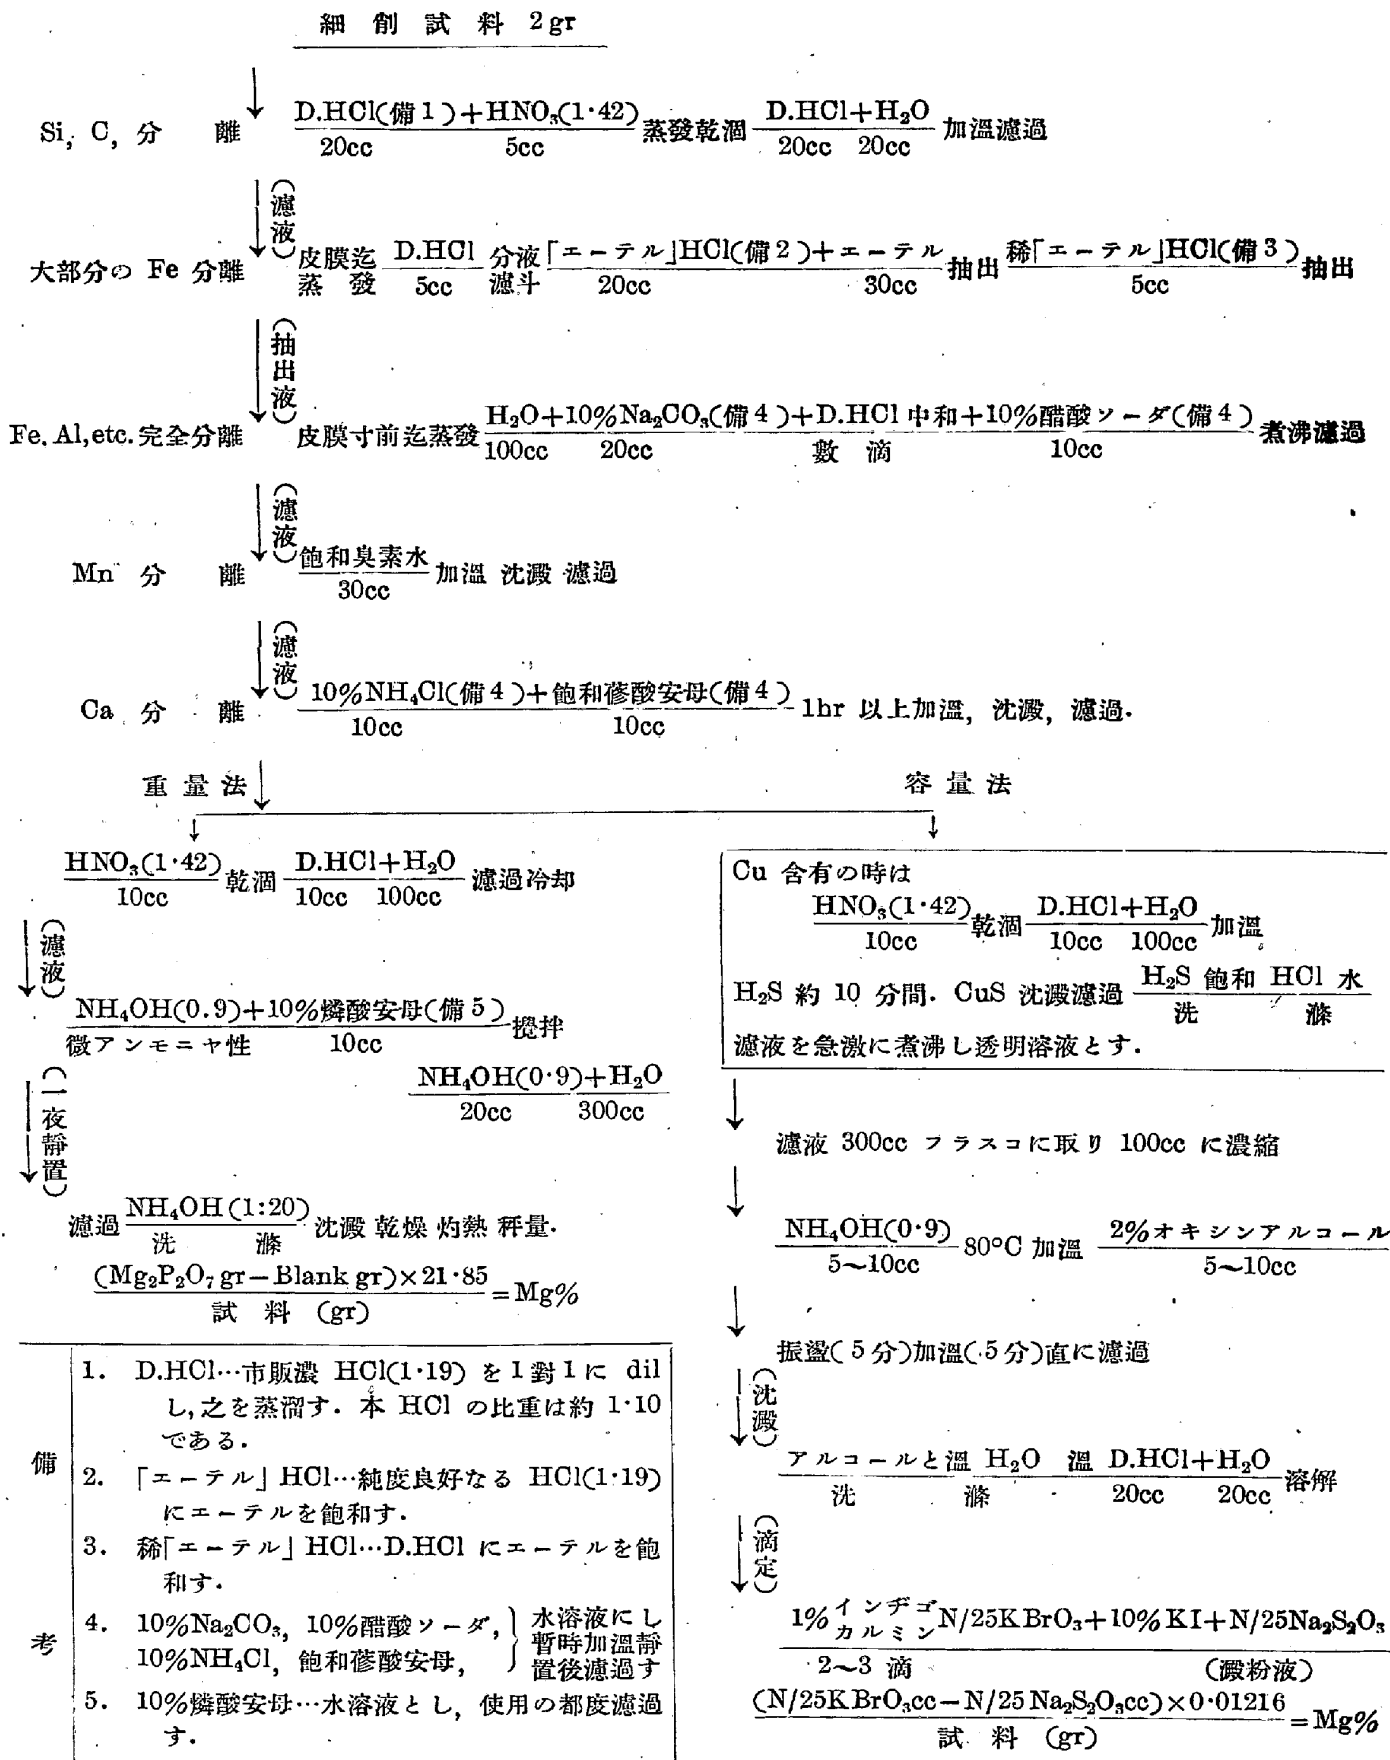 細削試料 2gr
Si, C, 分離 D.HCl(備1)+HNO₃(1·42) 蒸發乾涸 D.HCl+H₂O 加溫濾過
20cc 5cc 20cc 20cc
(濾液)
大部分の Fe 分離 皮膜迄蒸發 D.HCl 分液濾斗 「エーテル」HCl(備2)+エーテル 抽出 稀「エーテル」HCl(備3) 抽出
5cc 20cc 30cc 5cc
(抽出液)
Fe, Al, etc. 完全分離 皮膜寸前迄蒸發 H₂O+10%Na₂CO₃(備4)+D.HCl 中和+10%醋酸ソーダ(備4) 煮沸濾過
100cc 20cc 數滴 10cc
(濾液)
Mn 分離 飽和臭素水 加溫 沈澱 濾過
30cc
(濾液)
Ca 分離 10%NH₄Cl(備4)+飽和蓚酸安母(備4) 1hr 以上加溫, 沈澱, 濾過.
10cc 10cc
重量法
HNO₃(1·42) 乾涸 D.HCl+H₂O 濾過冷却
10cc 10cc 100cc
(濾液)
NH₄OH(0.9)+10%燐酸安母(備5) 攪拌
微アンモニヤ性 10cc
NH₄OH(0·9)+H₂O
20cc 300cc
(一夜靜置)
濾過 NH₄OH(1:20) 沈澱 乾燥 灼熱 秤量.
洗滌
(Mg₂P₂O₇ gr−Blank gr)×21·85 =Mg%
試料 (gr)
容量法
Cu 含有の時は
HNO₃(1·42) 乾涸 D.HCl+H₂O 加溫
10cc 10cc 100cc
H₂S 約 10 分間. CuS 沈澱濾過 H₂S 飽和 HCl 水
洗滌
濾液を急激に煮沸し透明溶液とす.
濾液 300cc フラスコに取り 100cc に濃縮
NH₄OH(0·9) 80°C 加溫 2%オキシンアルコール
5~10cc 5~10cc
振盪(5分)加溫(5分)直に濾過
(沈澱)
アルコールと溫 H₂O 溫 D.HCl+H₂O 溶解
洗滌 20cc 20cc
(滴定)
1%インヂゴカルミン N/25KBrO₃+10%KI+N/25Na₂S₂O₃
2~3 滴 (澱粉液)
(N/25KBrO₃cc−N/25Na₂S₂O₃cc)×0·01216 =Mg%
試料 (gr)
備考
1. D.HCl…市販濃 HCl(1·19) を1對1に dil
し,之を蒸溜す. 本 HCl の比重は約 1·10
である.
2. 「エーテル」HCl…純度良好なる HCl(1·19)
にエーテルを飽和す.
3. 稀「エーテル」HCl…D.HCl にエーテルを飽
和す.
4. 10%Na₂CO₃, 10%醋酸ソーダ,
10%NH₄Cl, 飽和蓚酸安母,
水溶液にし
暫時加溫靜
置後濾過す
5. 10%燐酸安母…水溶液とし, 使用の都度濾過
す.